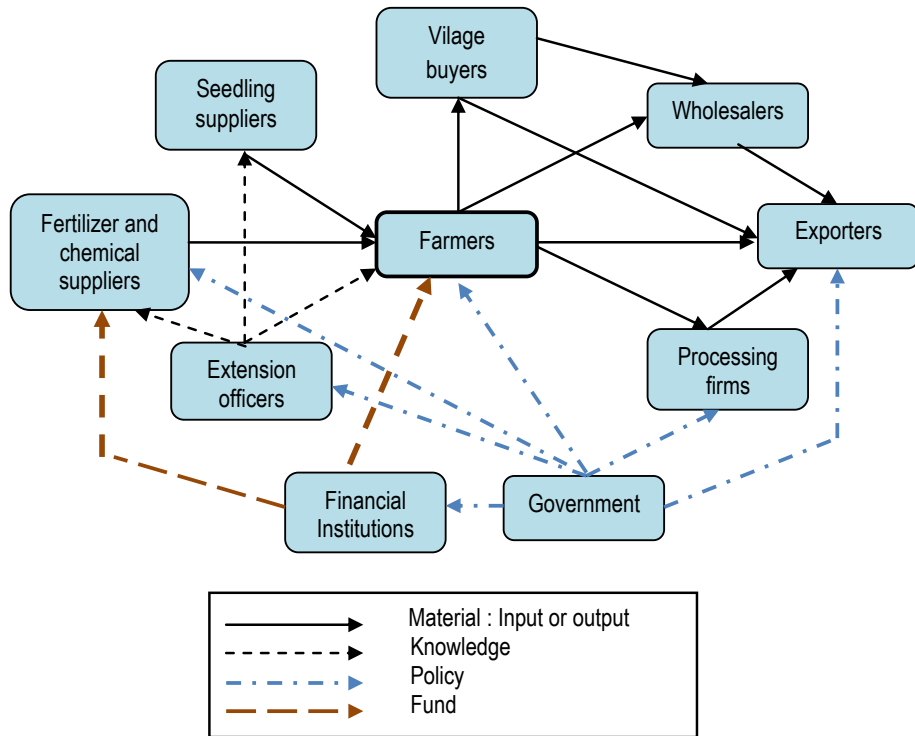 Vilage
buyers
Seedling
suppliers
Wholesalers
Fertilizer and
chemical
suppliers
Farmers
Exporters
Extension
officers
Processing
firms
Financial
Institutions
Government
Material : Input or output
Knowledge
Policy
Fund